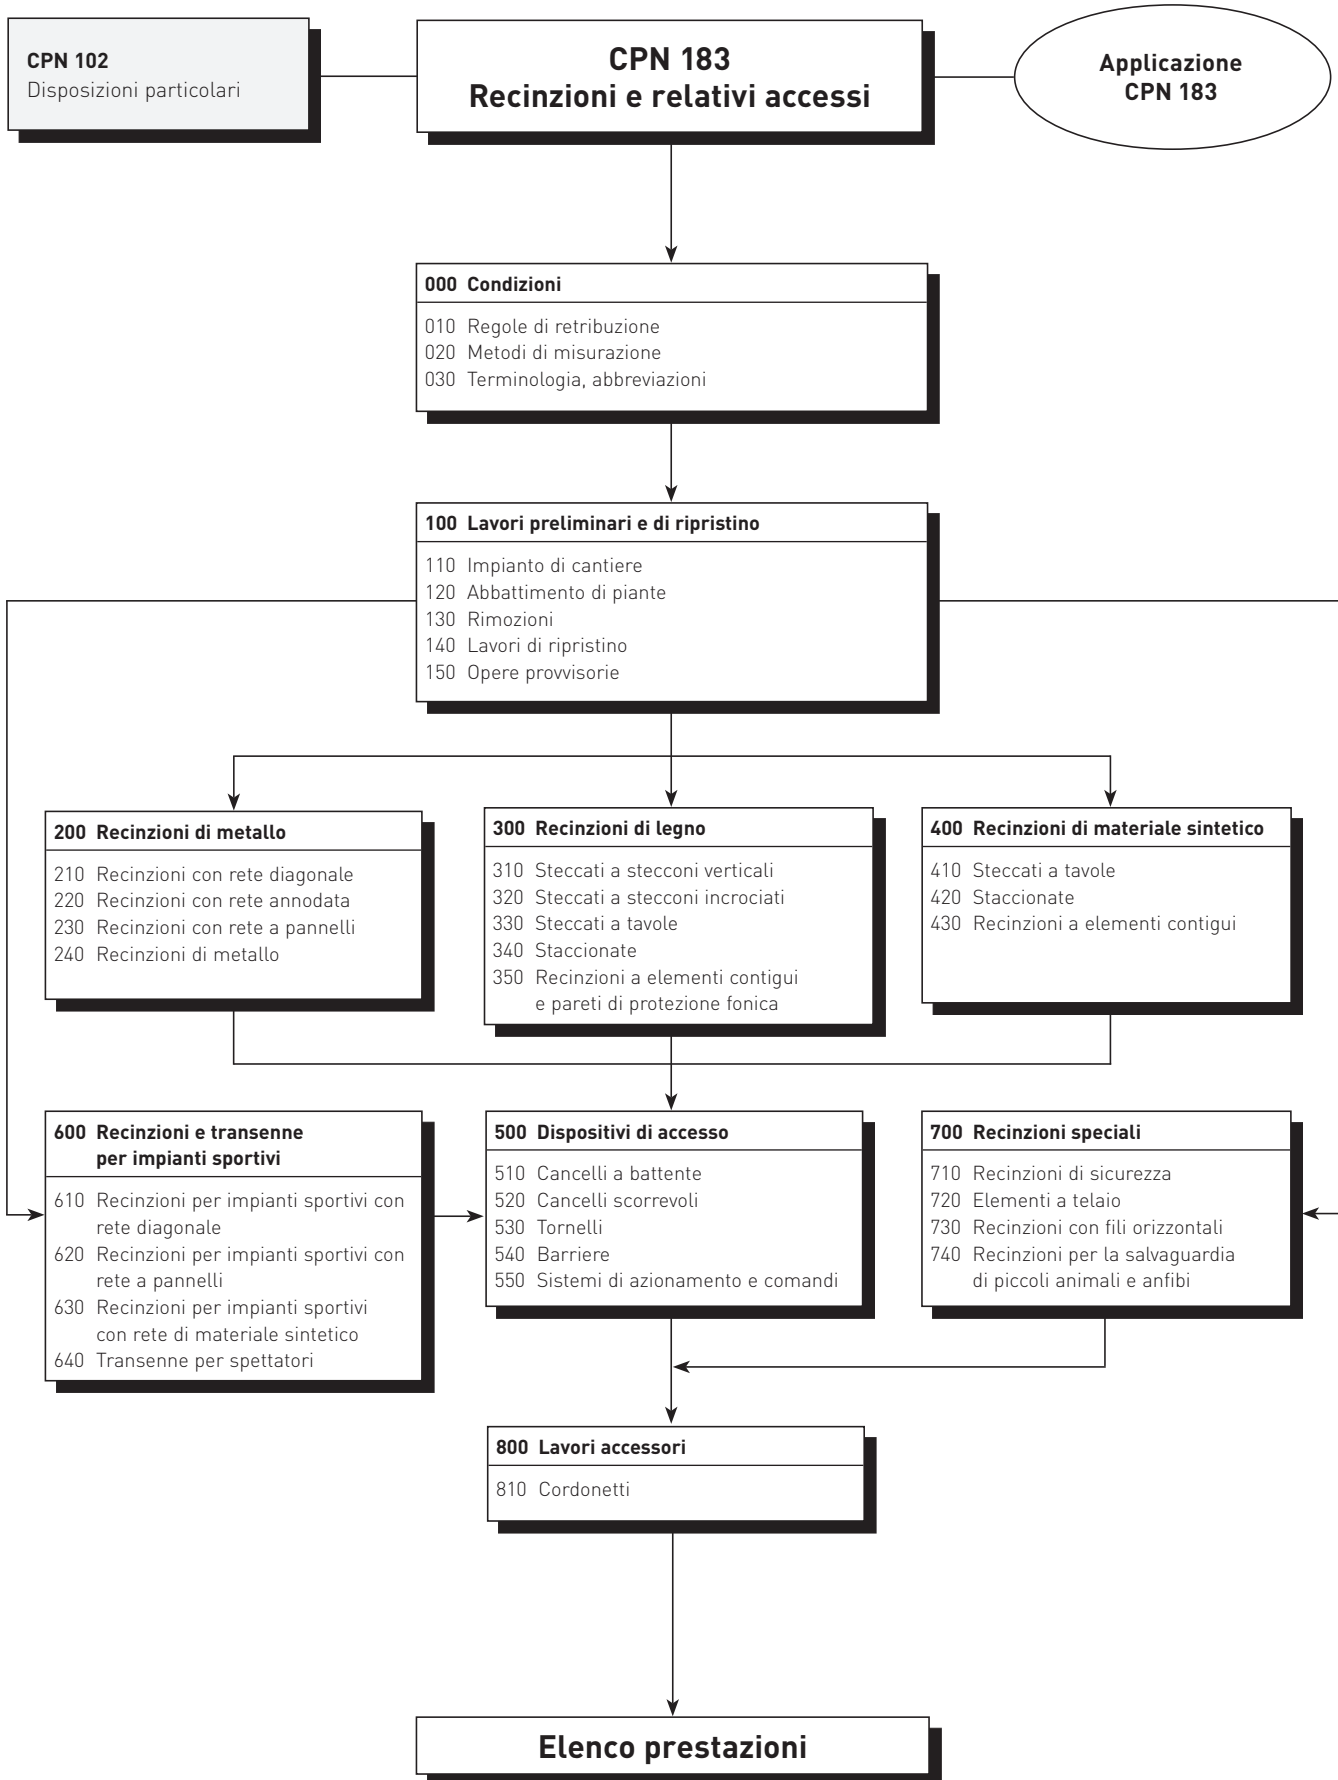 CPN 102
Disposizioni particolari
CPN 183
Recinzioni e relativi accessi
Applicazione
CPN 183
000 Condizioni
010 Regole di retribuzione
020 Metodi di misurazione
030 Terminologia, abbreviazioni
100 Lavori preliminari e di ripristino
110 Impianto di cantiere
120 Abbattimento di piante
130 Rimozioni
140 Lavori di ripristino
150 Opere provvisorie
200 Recinzioni di metallo
210 Recinzioni con rete diagonale
220 Recinzioni con rete annodata
230 Recinzioni con rete a pannelli
240 Recinzioni di metallo
300 Recinzioni di legno
310 Steccati a stecconi verticali
320 Steccati a stecconi incrociati
330 Steccati a tavole
340 Staccionate
350 Recinzioni a elementi contigui
e pareti di protezione fonica
400 Recinzioni di materiale sintetico
410 Steccati a tavole
420 Staccionate
430 Recinzioni a elementi contigui
600 Recinzioni e transenne
per impianti sportivi
610 Recinzioni per impianti sportivi con
rete diagonale
620 Recinzioni per impianti sportivi con
rete a pannelli
630 Recinzioni per impianti sportivi
con rete di materiale sintetico
640 Transenne per spettatori
500 Dispositivi di accesso
510 Cancelli a battente
520 Cancelli scorrevoli
530 Tornelli
540 Barriere
550 Sistemi di azionamento e comandi
700 Recinzioni speciali
710 Recinzioni di sicurezza
720 Elementi a telaio
730 Recinzioni con fili orizzontali
740 Recinzioni per la salvaguardia
di piccoli animali e anfibi
800 Lavori accessori
810 Cordonetti
Elenco prestazioni